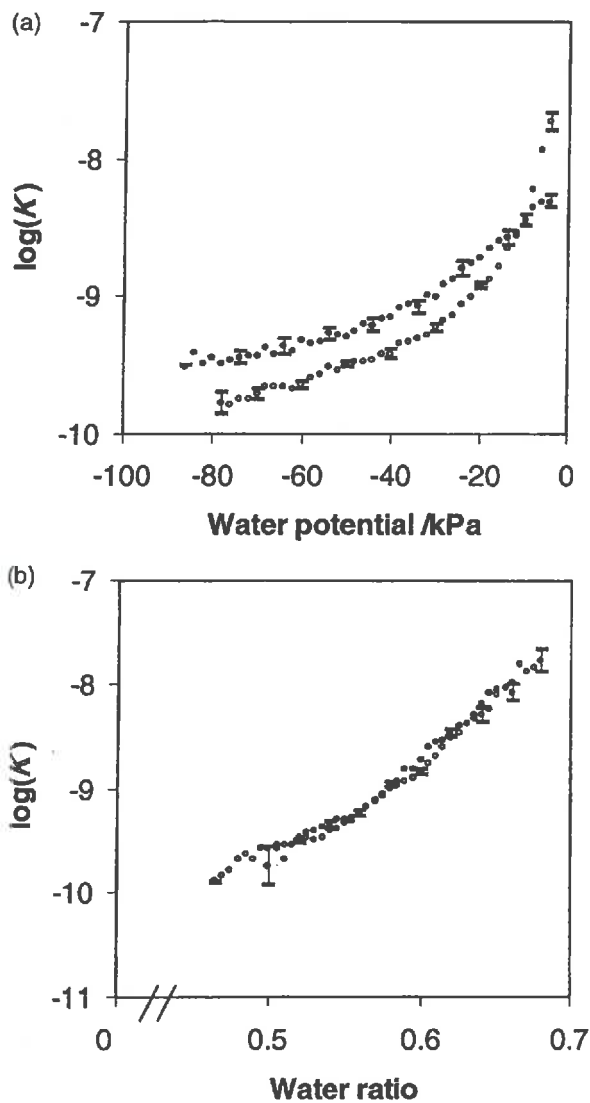 (a)
-7
-8
-9
-10
log(K)
-100 -80 -60 -40 -20 0
Water potential /kPa
(b)
-7
-8
-9
-10
-11
log(K)
0 0.5 0.6 0.7
Water ratio